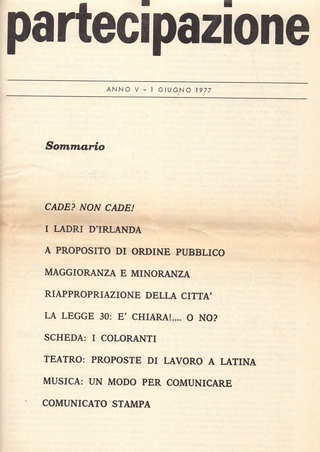 partecipazione
ANNO V - 1 GIUGNO 1977
Sommario
CADE? NON CADE!
I LADRI D'IRLANDA
A PROPOSITO DI ORDINE PUBBLICO
MAGGIORANZA E MINORANZA
RIAPPROPRIAZIONE DELLA CITTA'
LA LEGGE 30: E' CHIARA!.... O NO?
SCHEDA: I COLORANTI
TEATRO: PROPOSTE DI LAVORO A LATINA
MUSICA: UN MODO PER COMUNICARE
COMUNICATO STAMPA